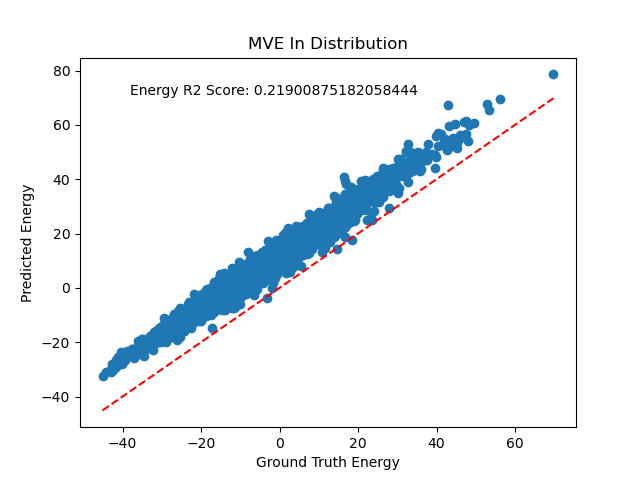 MVE In Distribution
Energy R2 Score: 0.21900875182058444
Predicted Energy
80
60
40
20
0
−20
−40
−40 −20 0 20 40 60
Ground Truth Energy